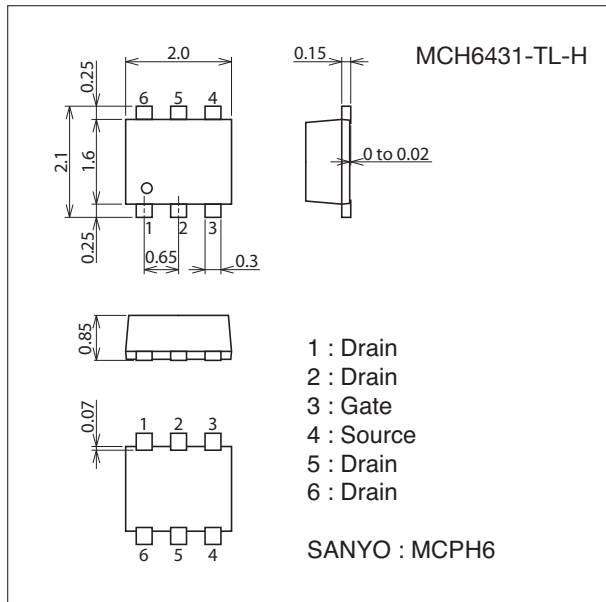 MCH6431-TL-H
2.0
0.15
0.25
6 5 4
2.1
1.6
0 to 0.02
0.25
1 2 3
0.65
0.3
0.85
1 : Drain
2 : Drain
3 : Gate
4 : Source
5 : Drain
6 : Drain
0.07
1 2 3
6 5 4
SANYO : MCPH6